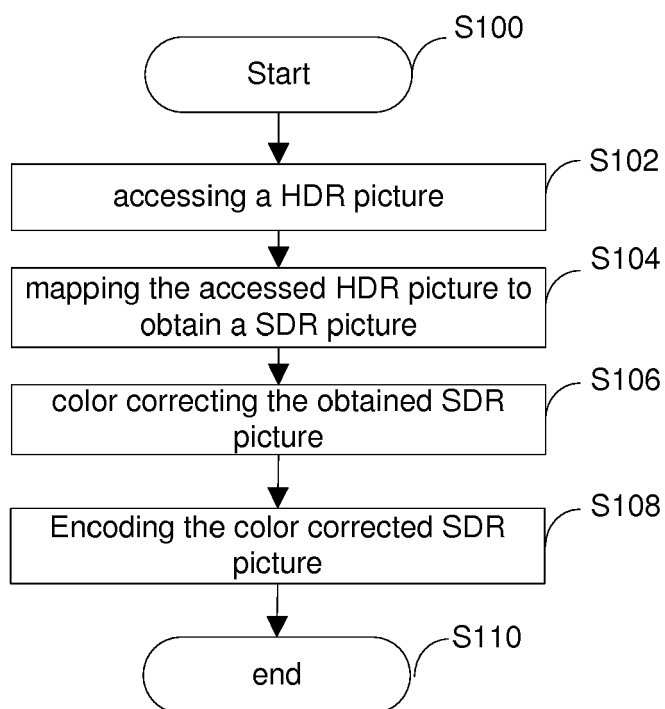 S100
Start
S102
accessing a HDR picture
S104
mapping the accessed HDR picture to
obtain a SDR picture
S106
color correcting the obtained SDR
picture
S108
Encoding the color corrected SDR
picture
S110
end